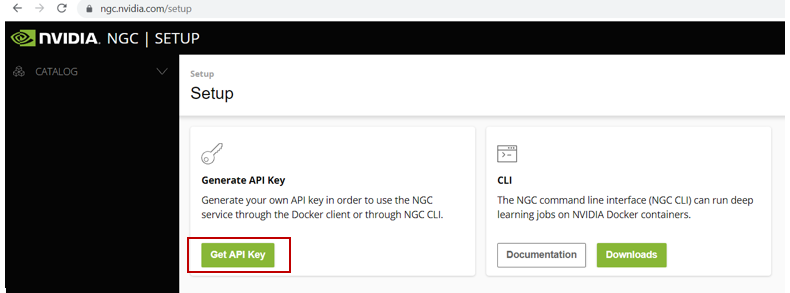 ngc.nvidia.com/setup
NVIDIA. NGC | SETUP
CATALOG
Setup
Setup
Generate API Key
Generate your own API key in order to use the NGC
service through the Docker client or through NGC CLI.
Get API Key
CLI
The NGC command line interface (NGC CLI) can run deep
learning jobs on NVIDIA Docker containers.
Documentation
Downloads